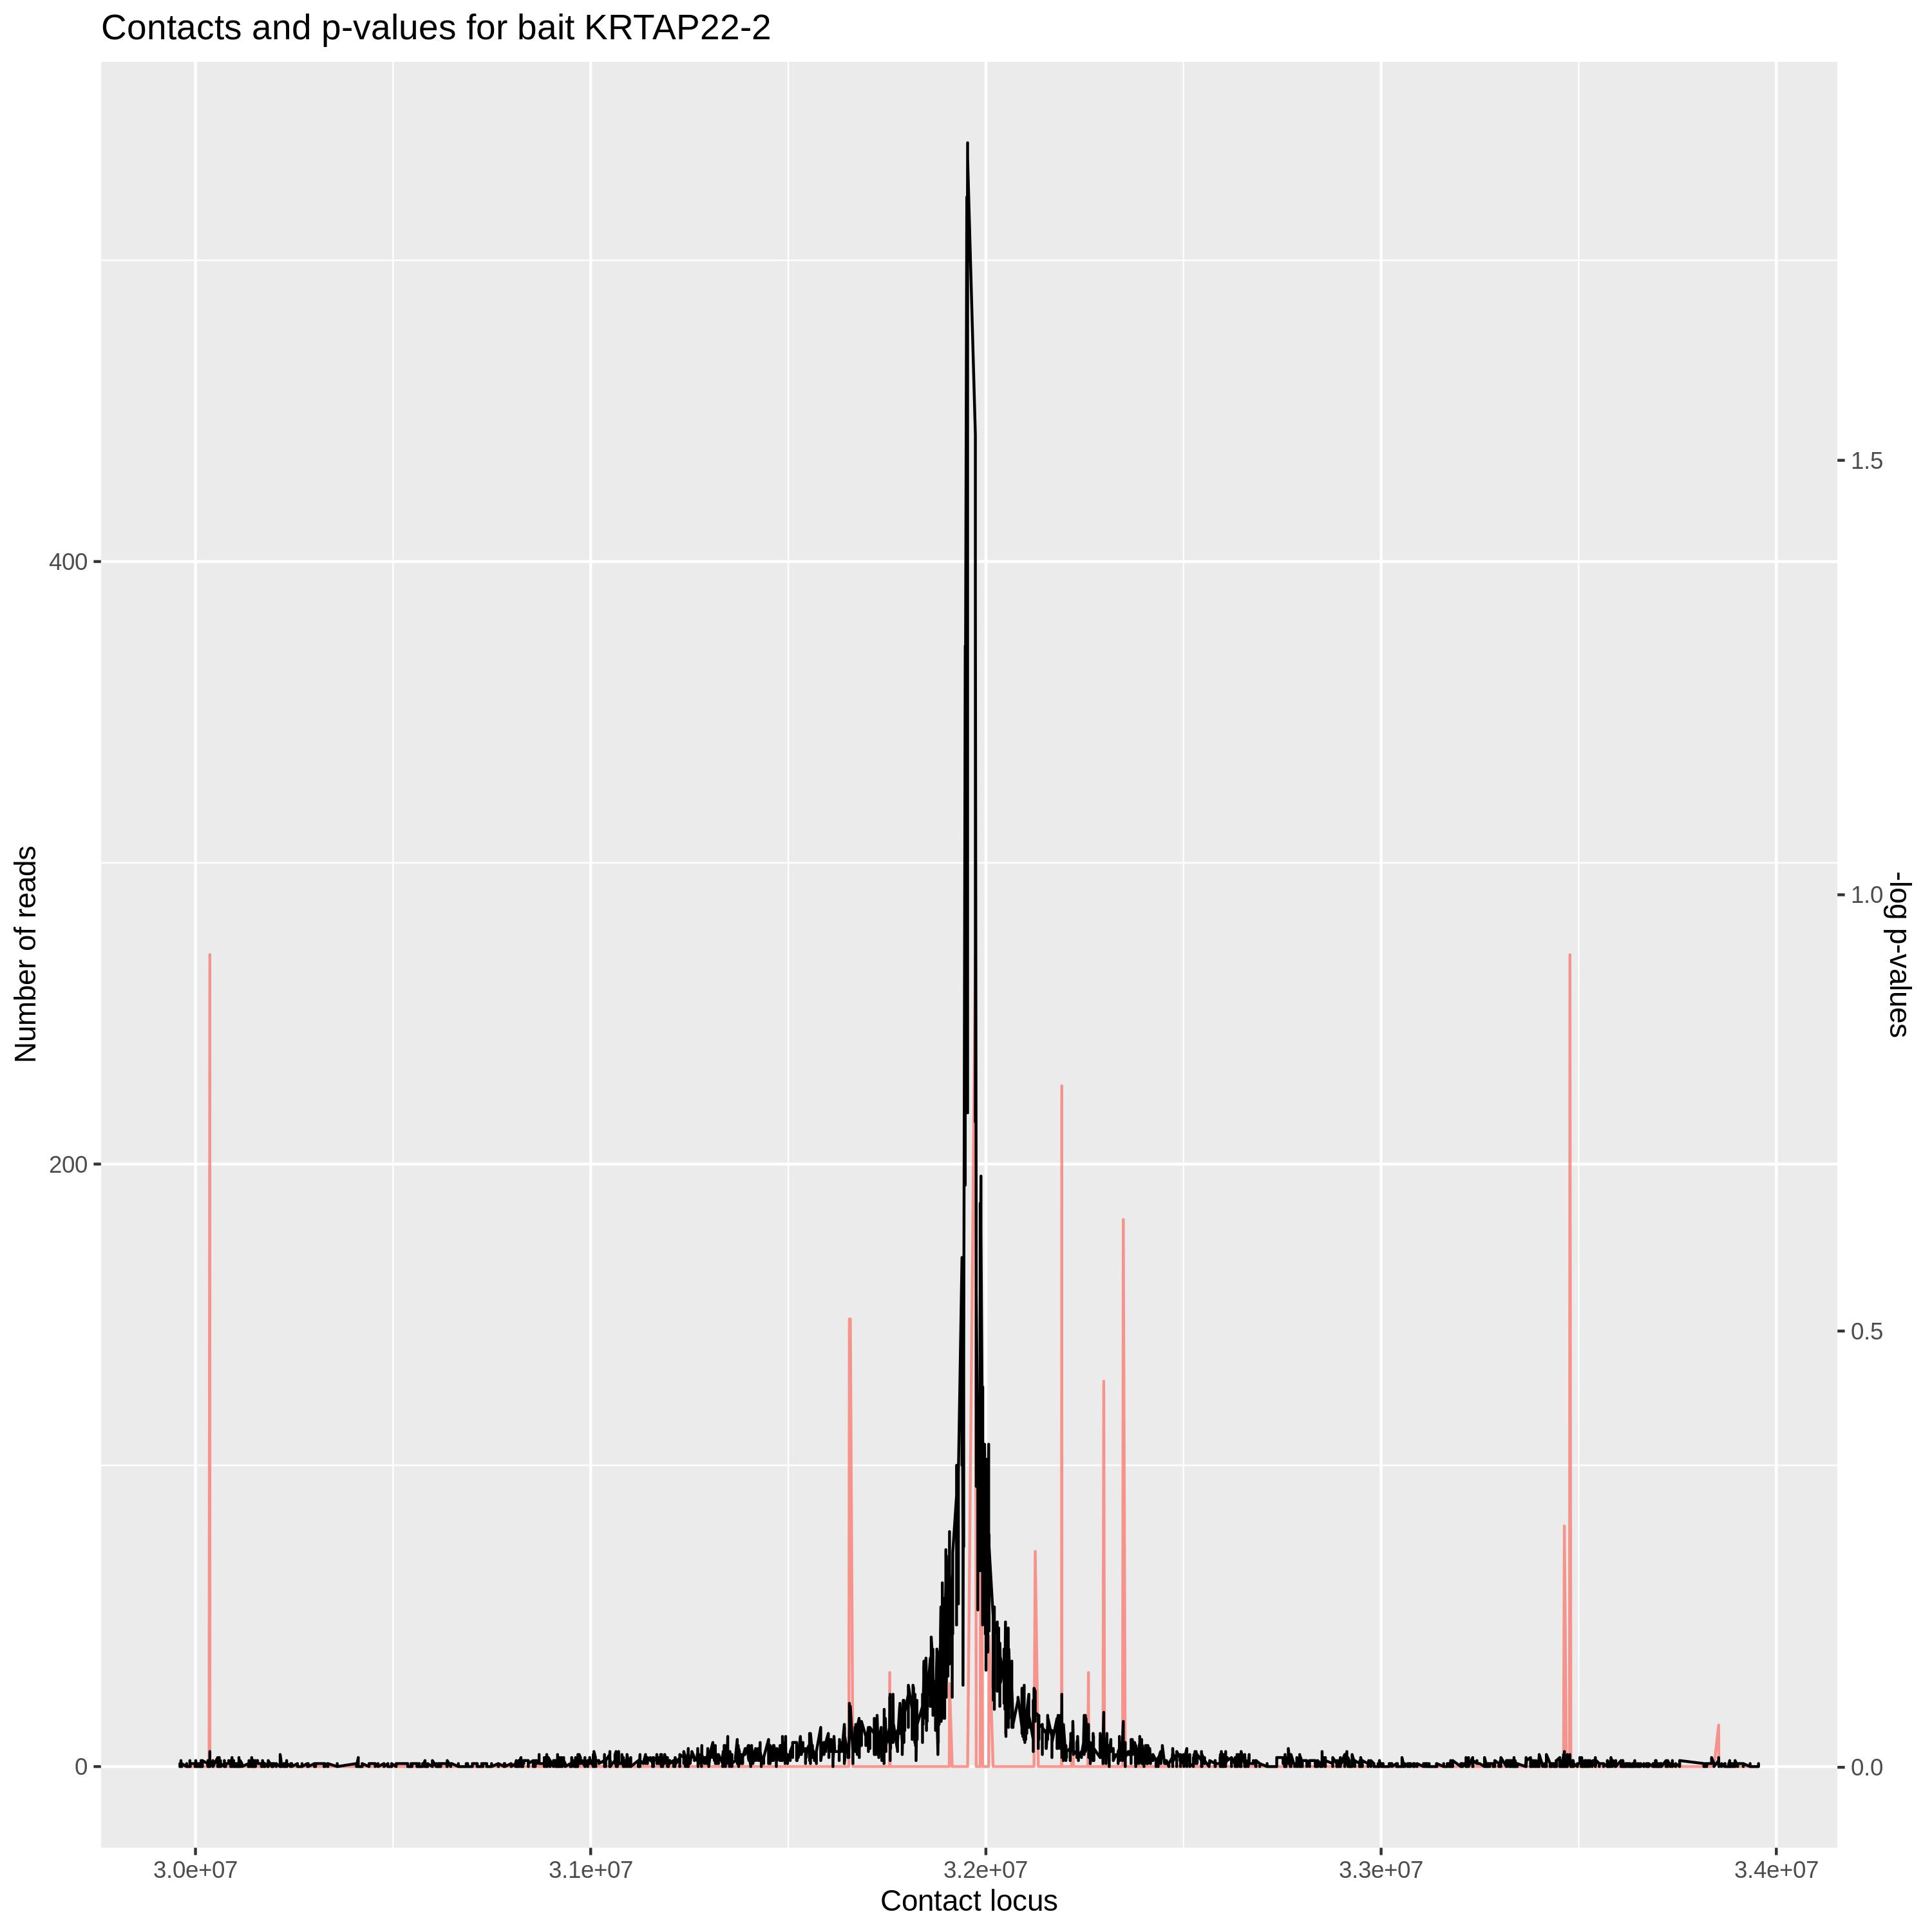 Contacts and p-values for bait KRTAP22-2
Number of reads
400
200
0
1.5
1.0
0.5
0.0
-log p-values
3.0e+07
3.1e+07
3.2e+07
3.3e+07
3.4e+07
Contact locus